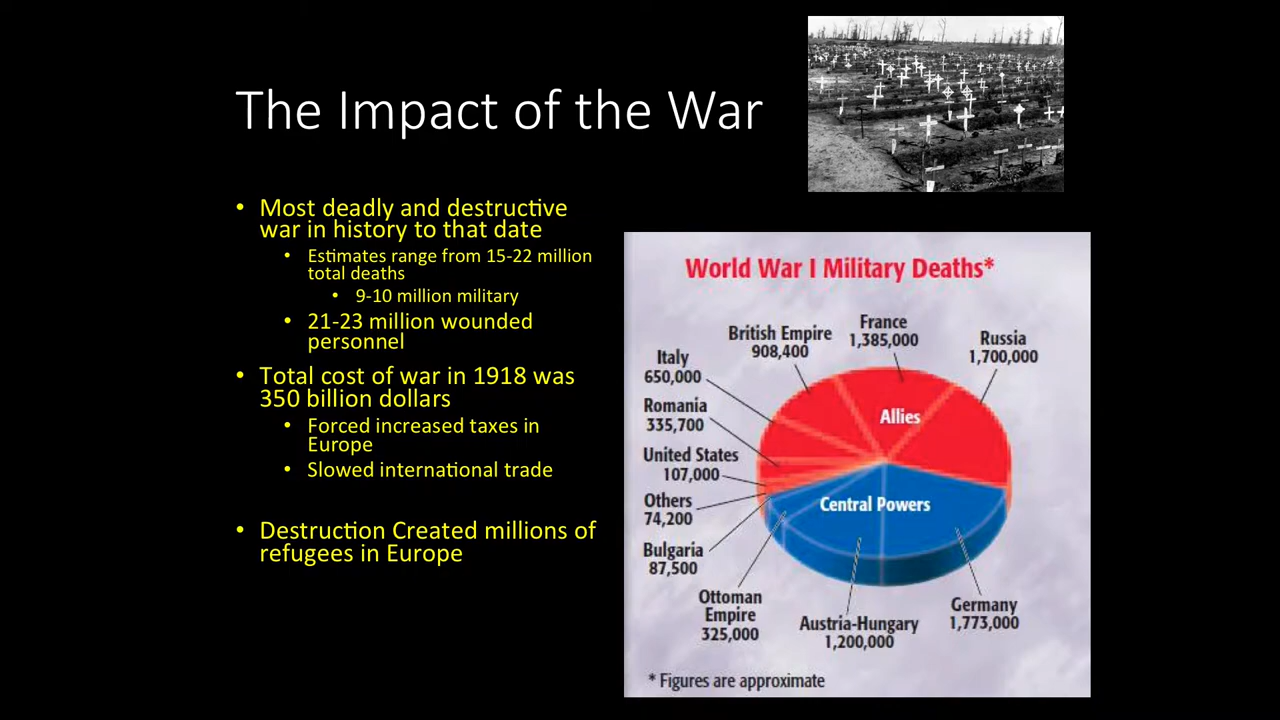 The Impact of the War
• Most deadly and destructive
war in history to that date
• Estimates range from 15-22 million
total deaths
• 9-10 million military
• 21-23 million wounded
personnel
• Total cost of war in 1918 was
350 billion dollars
• Forced increased taxes in
Europe
• Slowed international trade
• Destruction Created millions of
refugees in Europe
World War I Military Deaths*
France
1,385,000
British Empire
908,400
Russia
1,700,000
Italy
650,000
Romania
335,700
United States
107,000
Others
74,200
Bulgaria
87,500
Ottoman
Empire
325,000
Austria-Hungary
1,200,000
Germany
1,773,000
Allies
Central Powers
* Figures are approximate